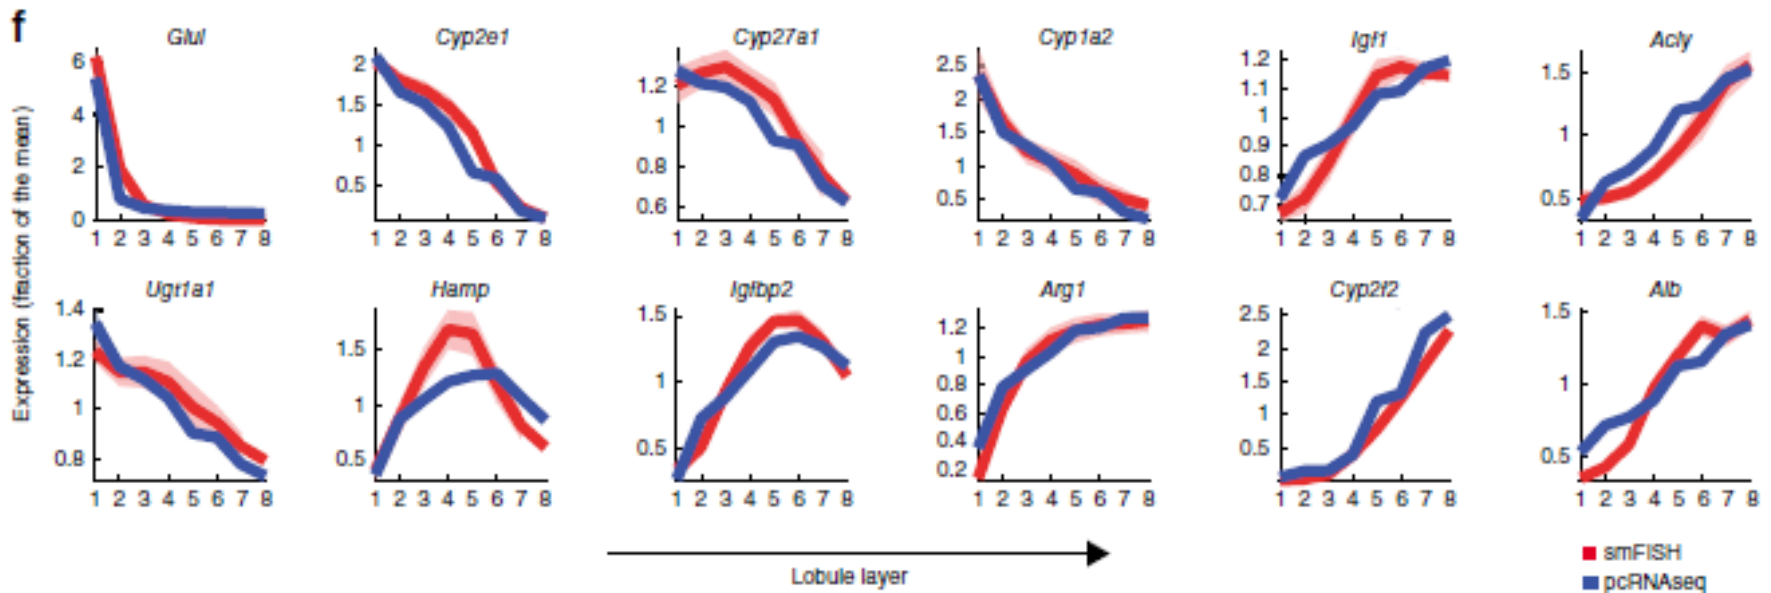 f
Glul Cyp2e1 Cyp27a1 Cyp1a2 Igf1 Acly
6 4 2 0
2 1.5 1 0.5
1.2 1 0.8 0.6
2.5 2 1.5 1 0.5
1.2 1.1 1 0.9 0.8 0.7
1.5 1 0.5
1 2 3 4 5 6 7 8
1 2 3 4 5 6 7 8
1 2 3 4 5 6 7 8
1 2 3 4 5 6 7 8
1 2 3 4 5 6 7 8
1 2 3 4 5 6 7 8
Expression (fraction of the mean)
Ugt1a1 Hamp Igfbp2 Arg1 Cyp2f2 Alb
1.4 1.2 1 0.8
1.5 1 0.5
1.5 1 0.5
1.2 1 0.8 0.6 0.4 0.2
2.5 2 1.5 1 0.5
1.5 1 0.5
1 2 3 4 5 6 7 8
1 2 3 4 5 6 7 8
1 2 3 4 5 6 7 8
1 2 3 4 5 6 7 8
1 2 3 4 5 6 7 8
1 2 3 4 5 6 7 8
Lobule layer
smFISH
pcRNAseq